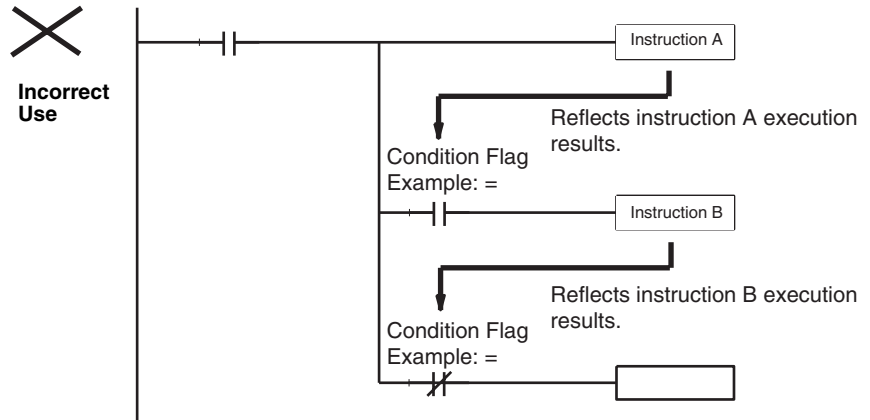 Incorrect
Use
Instruction A
Reflects instruction A execution
results.
Condition Flag
Example: =
Instruction B
Reflects instruction B execution
results.
Condition Flag
Example: =